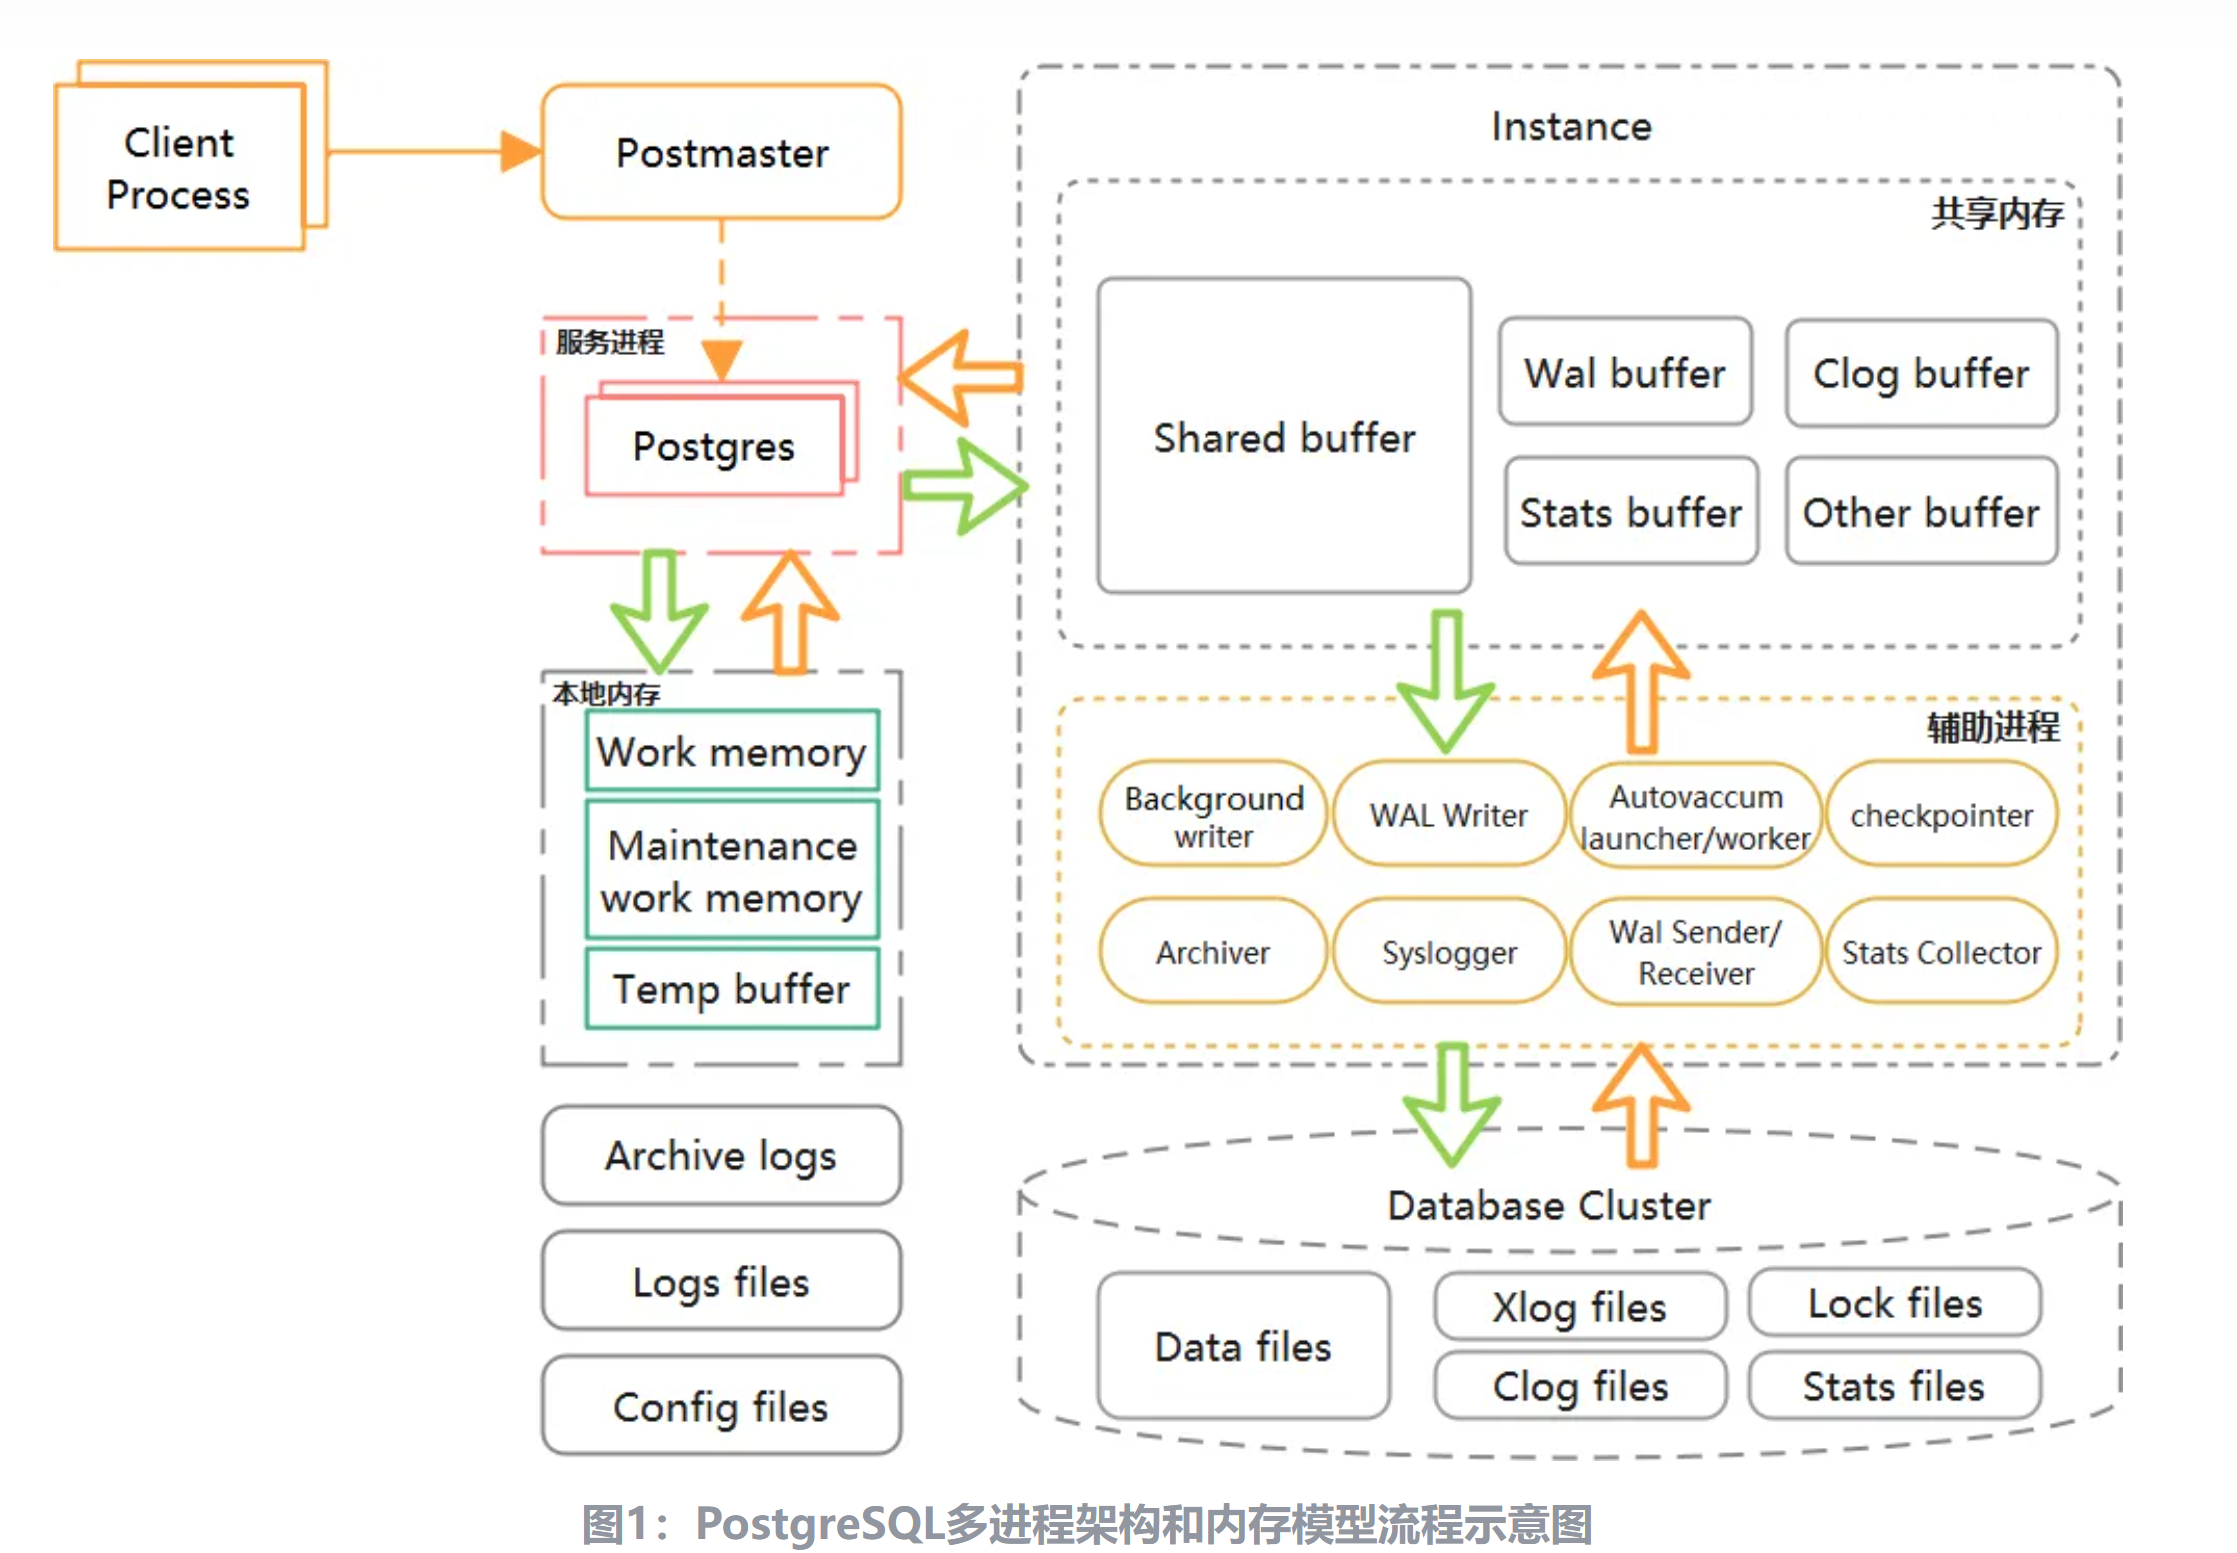 Client
Process
Postmaster
服务进程
Postgres
本地内存
Work memory
Maintenance
work memory
Temp buffer
Archive logs
Logs files
Config files
Instance
共享内存
Shared buffer
Wal buffer
Clog buffer
Stats buffer
Other buffer
辅助进程
Background
writer
WAL Writer
Autovaccum
launcher/worker
checkpointer
Archiver
Syslogger
Wal Sender/
Receiver
Stats Collector
Database Cluster
Data files
Xlog files
Lock files
Clog files
Stats files
图1：PostgreSQL多进程架构和内存模型流程示意图